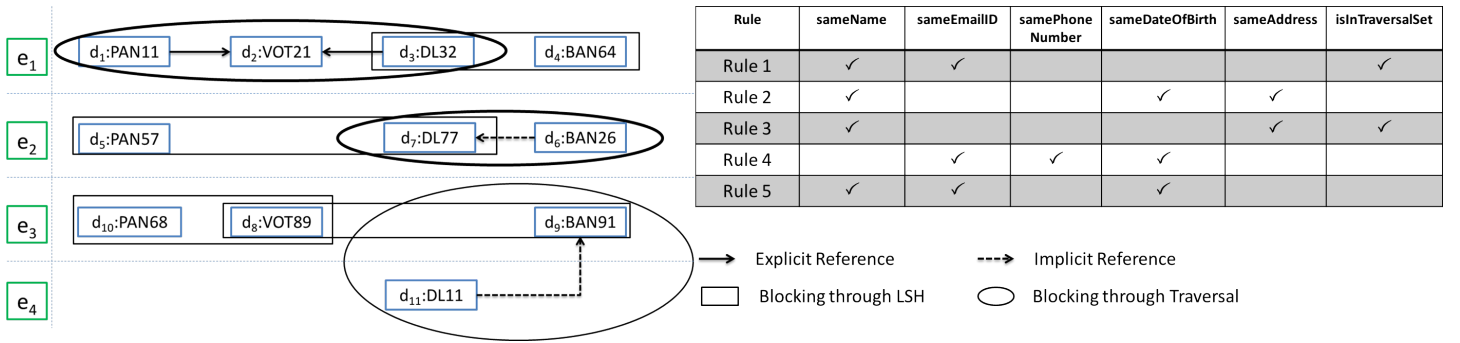 e1 d1:PAN11 d2:VOT21 d3:DL32 d4:BAN64
e2 d5:PAN57 d7:DL77 d6:BAN26
e3 d10:PAN68 d8:VOT89 d9:BAN91
e4 d11:DL11
Rule sameName sameEmailID samePhone Number sameDateOfBirth sameAddress isInTraversalSet
Rule 1 ✓ ✓ ✓
Rule 2 ✓ ✓ ✓
Rule 3 ✓ ✓ ✓
Rule 4 ✓ ✓ ✓
Rule 5 ✓ ✓ ✓
Explicit Reference Implicit Reference
Blocking through LSH Blocking through Traversal